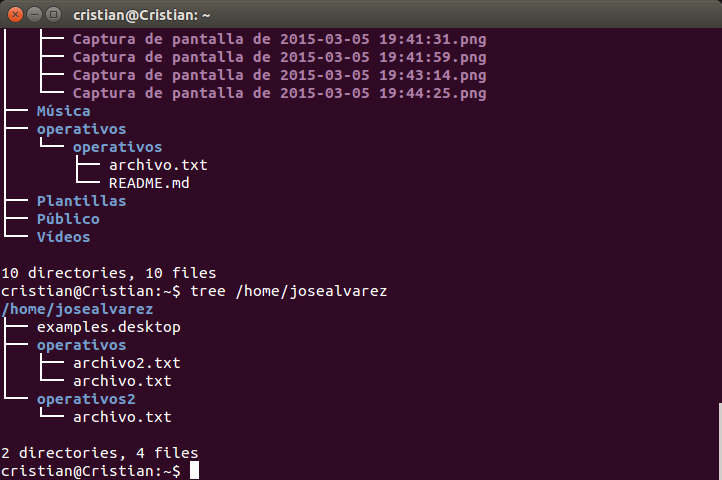 cristian@Cristian: ~
Captura de pantalla de 2015-03-05 19:41:31.png
Captura de pantalla de 2015-03-05 19:41:59.png
Captura de pantalla de 2015-03-05 19:43:14.png
Captura de pantalla de 2015-03-05 19:44:25.png
Música
operativos
operativos
archivo.txt
README.md
Plantillas
Público
Vídeos
10 directories, 10 files
cristian@Cristian:~$ tree /home/josealvarez
/home/josealvarez
examples.desktop
operativos
archivo2.txt
archivo.txt
operativos2
archivo.txt
2 directories, 4 files
cristian@Cristian:~$